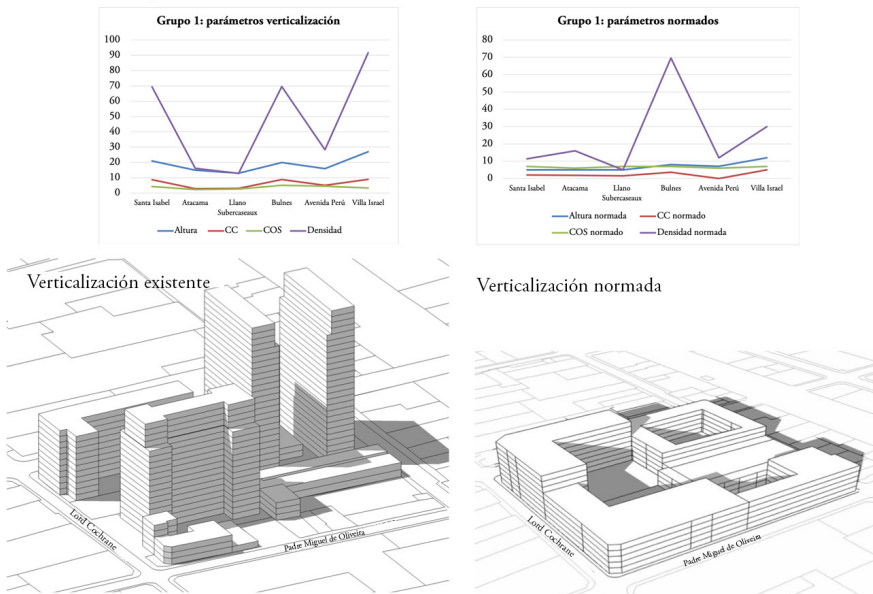 Grupo 1: parámetros verticalización
100
90
80
70
60
50
40
30
20
10
0
Santa Isabel
Atacama
Llano
Subercaseaux
Bulnes
Avenida Perú
Villa Israel
Altura
CC
COS
Densidad
Grupo 1: parámetros normados
80
70
60
50
40
30
20
10
0
Santa Isabel
Atacama
Llano
Subercaseaux
Bulnes
Avenida Perú
Villa Israel
Altura normada
CC normado
COS normado
Densidad normada
Verticalización existente
Lord Cochrane
Padre Miguel de Oliveira
Verticalización normada
Lord Cochrane
Padre Miguel de Oliveira